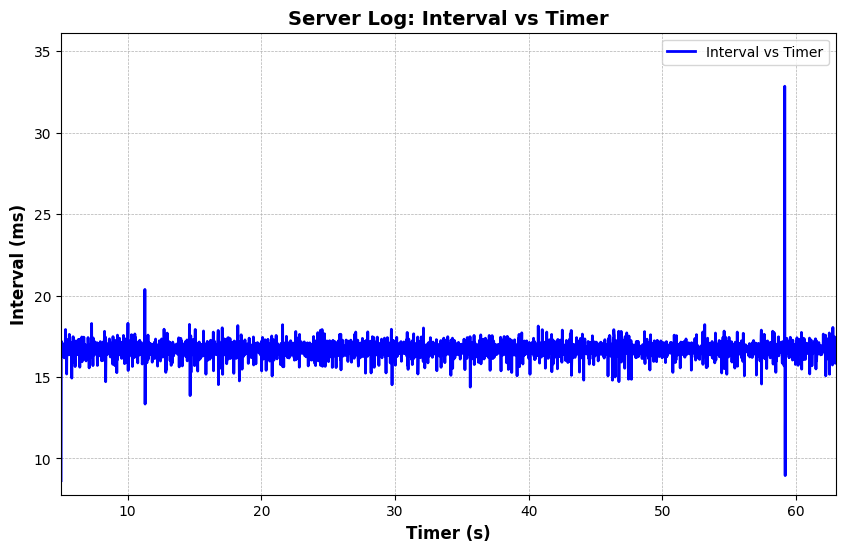 Server Log: Interval vs Timer
Interval vs Timer
35
30
25
20
15
10
Interval (ms)
10 20 30 40 50 60
Timer (s)